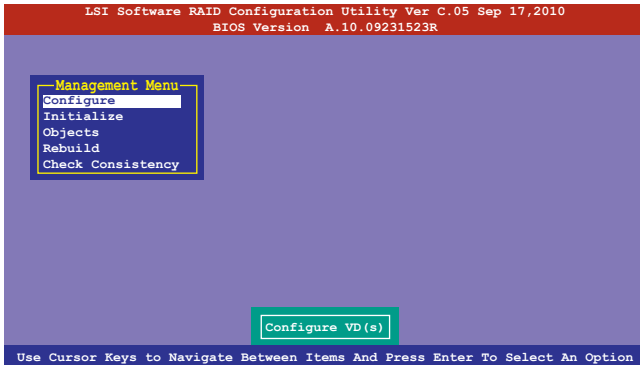 LSI Software RAID Configuration Utility Ver C.05 Sep 17,2010
BIOS Version A.10.09231523R
Management Menu
Configure
Initialize
Objects
Rebuild
Check Consistency
Configure VD(s)
Use Cursor Keys to Navigate Between Items And Press Enter To Select An Option